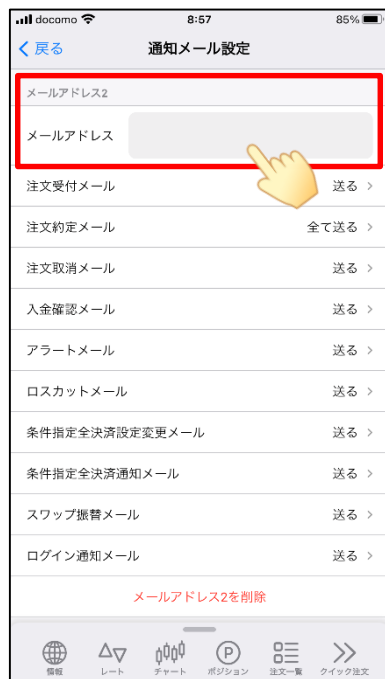 docomo 8:57 85%
戻る 通知メール設定
メールアドレス2
メールアドレス
注文受付メール 送る
注文約定メール 全て送る
注文取消メール 送る
入金確認メール 送る
アラートメール 送る
ロスカットメール 送る
条件指定全決済設定変更メール 送る
条件指定全決済通知メール 送る
スワップ振替メール 送る
ログイン通知メール 送る
メールアドレス2を削除
P
情報 レート チャート ポジション 注文一覧 クイック注文